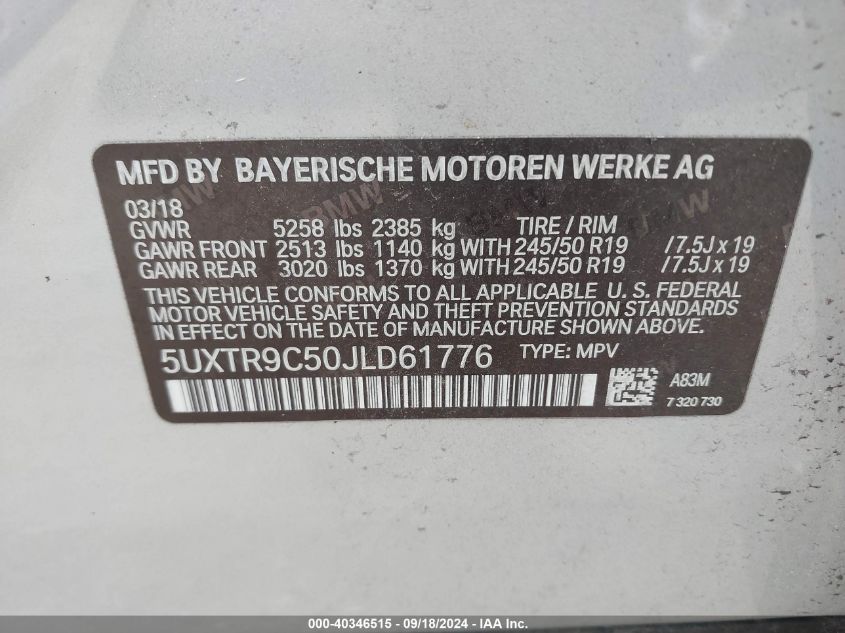 MFD BY BAYERISCHE MOTOREN WERKE AG
03/18
GVWR 5258 lbs 2385 kg TIRE / RIM
GAWR FRONT 2513 lbs 1140 kg WITH 245/50 R19 / 7.5J x 19
GAWR REAR 3020 lbs 1370 kg WITH 245/50 R19 / 7.5J x 19
THIS VEHICLE CONFORMS TO ALL APPLICABLE U. S. FEDERAL
MOTOR VEHICLE SAFETY AND THEFT PREVENTION STANDARDS
IN EFFECT ON THE DATE OF MANUFACTURE SHOWN ABOVE.
5UXTR9C50JLD61776 TYPE: MPV
A83M
7 320 730
000-40346515 - 09/18/2024 - IAA Inc.